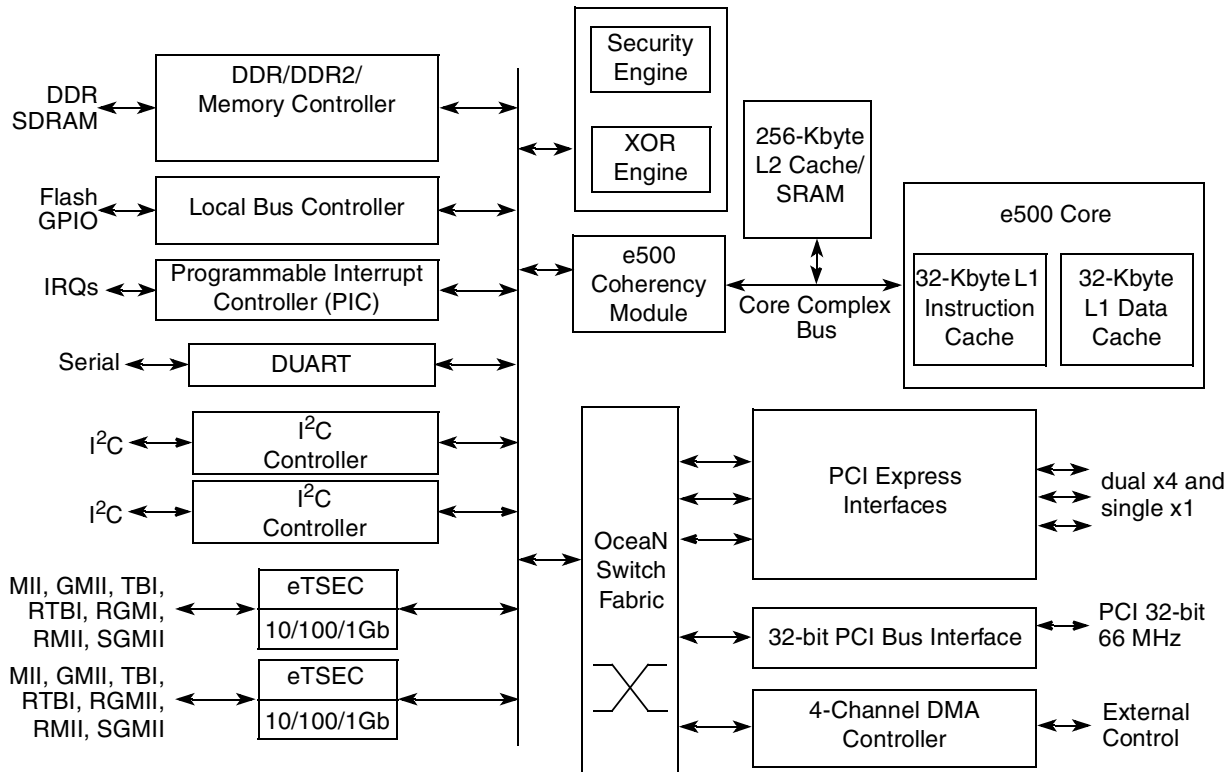 DDR
SDRAM
DDR/DDR2/
Memory Controller
Flash
GPIO
Local Bus Controller
IRQs
Programmable Interrupt
Controller (PIC)
Serial
DUART
I²C
I²C
Controller
I²C
I²C
Controller
MII, GMII, TBI,
RTBI, RGMI,
RMII, SGMII
eTSEC
10/100/1Gb
MII, GMII, TBI,
RTBI, RGMII,
RMII, SGMII
eTSEC
10/100/1Gb
Security
Engine
XOR
Engine
256-Kbyte
L2 Cache/
SRAM
e500
Coherency
Module
Core Complex
Bus
e500 Core
32-Kbyte L1
Instruction
Cache
32-Kbyte
L1 Data
Cache
OceaN
Switch
Fabric
PCI Express
Interfaces
dual x4 and
single x1
32-bit PCI Bus Interface
PCI 32-bit
66 MHz
4-Channel DMA
Controller
External
Control